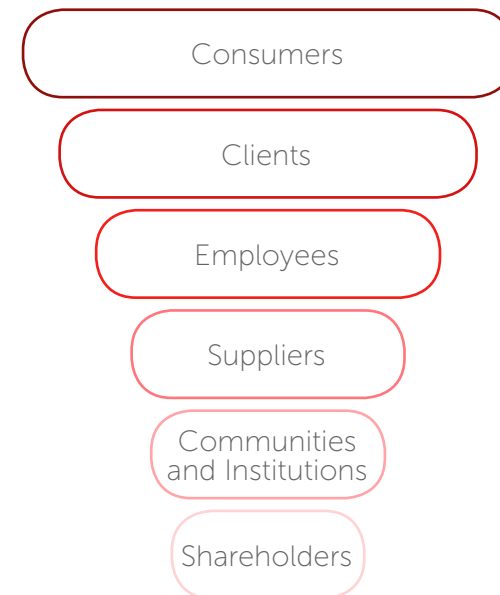 Consumers
Clients
Employees
Suppliers
Communities
and Institutions
Shareholders